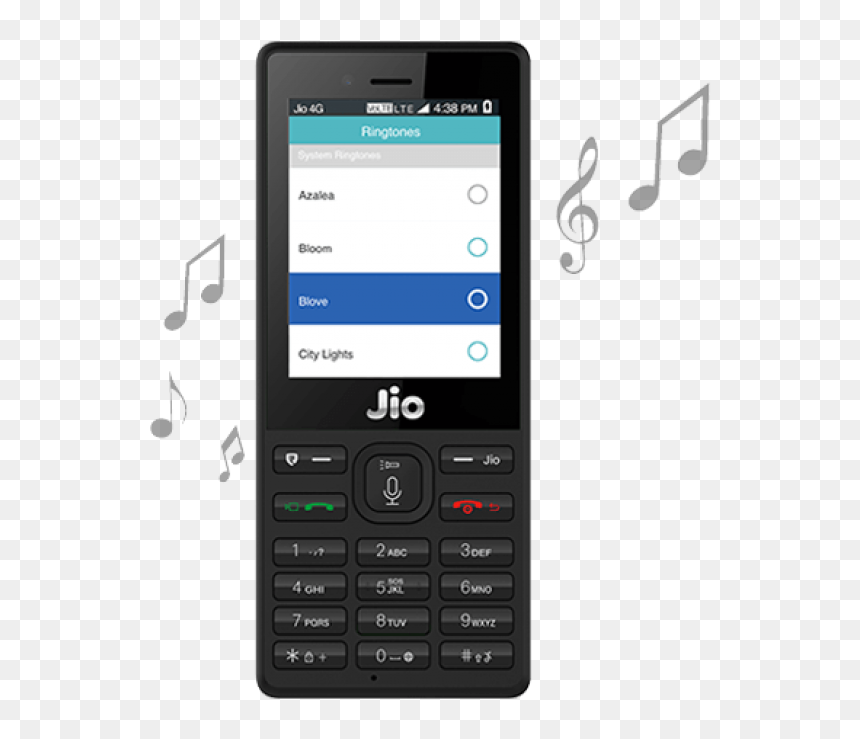 Jio 4G VoLTE LTE 4:38 PM
Ringtones
System Ringtones
Azalea
Bloom
Blove
City Lights
Jio
Jio
1 .,-?
2 ABC
3 DEF
4 GHI
5 SOS JKL
6 MNO
7 PQRS
8 TUV
9 WXYZ
* +
0
#